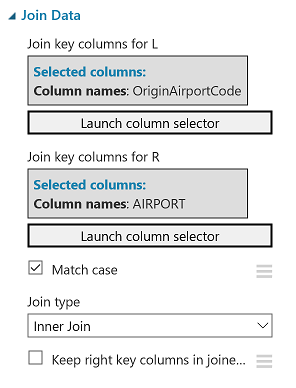 Join Data
Join key columns for L
Selected columns:
Column names: OriginAirportCode
Launch column selector
Join key columns for R
Selected columns:
Column names: AIRPORT
Launch column selector
Match case
Join type
Inner Join
Keep right key columns in joine...